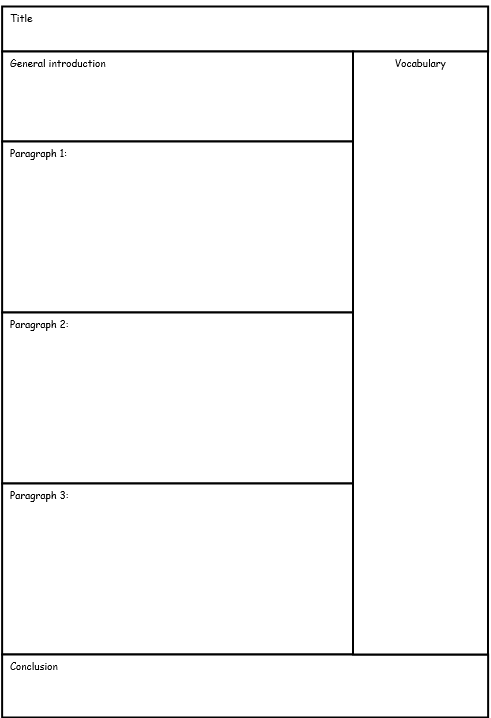 Title
General introduction
Vocabulary
Paragraph 1:
Paragraph 2:
Paragraph 3:
Conclusion